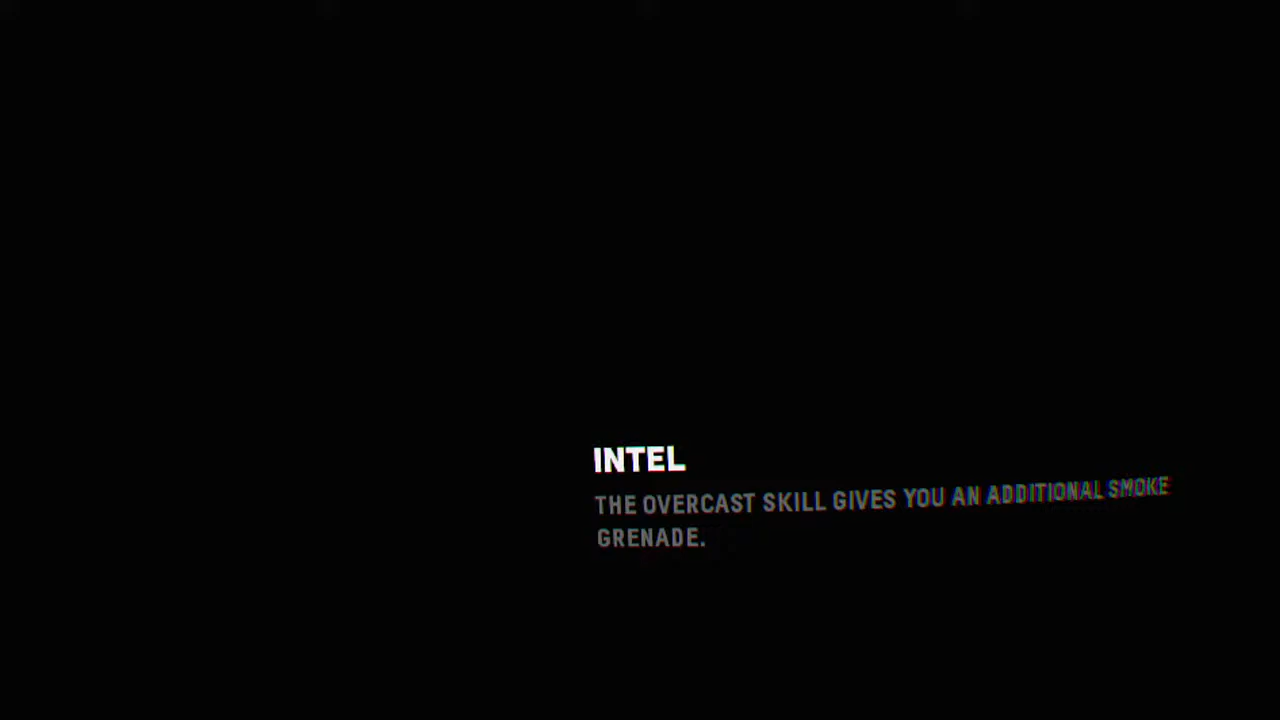 INTEL
THE OVERCAST SKILL GIVES YOU AN ADDITIONAL SMOKE
GRENADE.